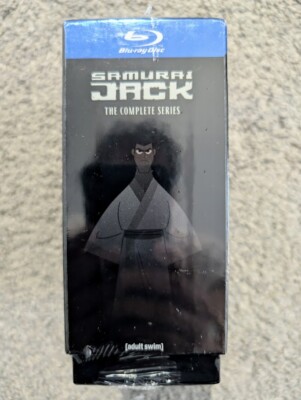 Blu-ray Disc
SAMURAI
JACK
THE COMPLETE SERIES
[adult swim]